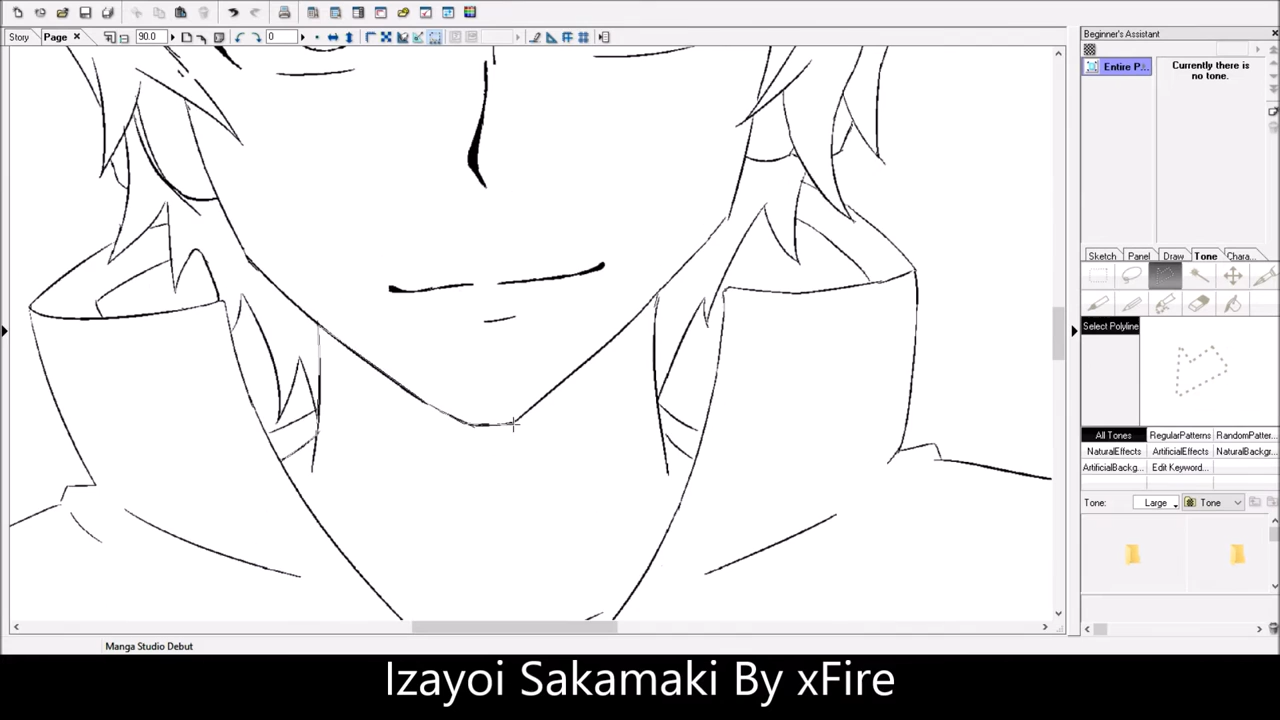 Story
Page
90.0
0
Beginner's Assistant
Entire P...
Currently there is
no tone.
Sketch
Panel
Draw
Tone
Chara...
Select Polyline
All Tones
RegularPatterns
RandomPatter...
NaturalEffects
ArtificialEffects
NaturalBackgr...
ArtificialBackg...
Edit Keyword...
Tone:
Large
Tone
Manga Studio Debut
Izayoi Sakamaki By xFire